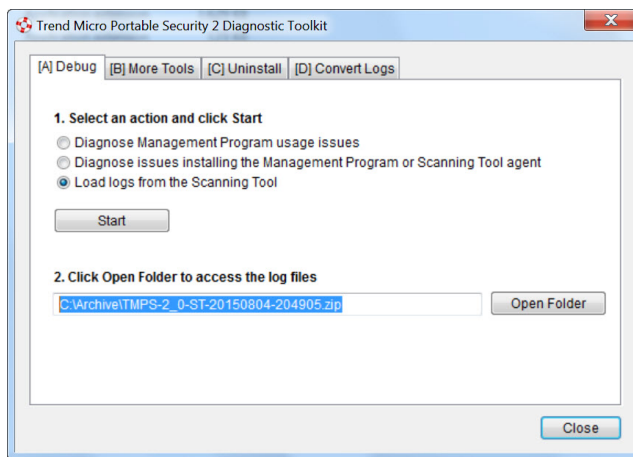 Trend Micro Portable Security 2 Diagnostic Toolkit
[A] Debug [B] More Tools [C] Uninstall [D] Convert Logs
1. Select an action and click Start
Diagnose Management Program usage issues
Diagnose issues installing the Management Program or Scanning Tool agent
Load logs from the Scanning Tool
Start
2. Click Open Folder to access the log files
C:\Archive\TMPS-2_0-ST-20150804-204905.zip
Open Folder
Close